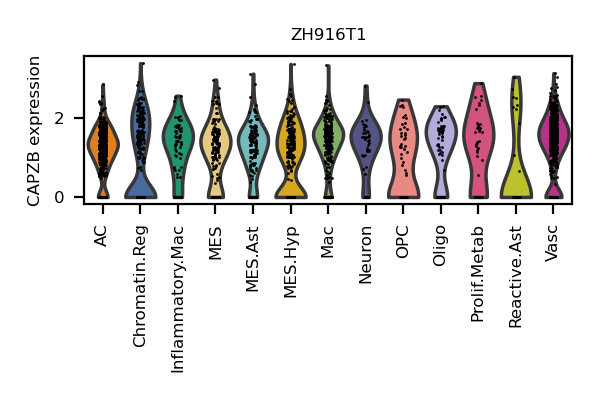 ZH916T1
CAPZB expression
2
0
AC
Chromatin.Reg
Inflammatory.Mac
MES
MES.Ast
MES.Hyp
Mac
Neuron
OPC
Oligo
Prolif.Metab
Reactive.Ast
Vasc